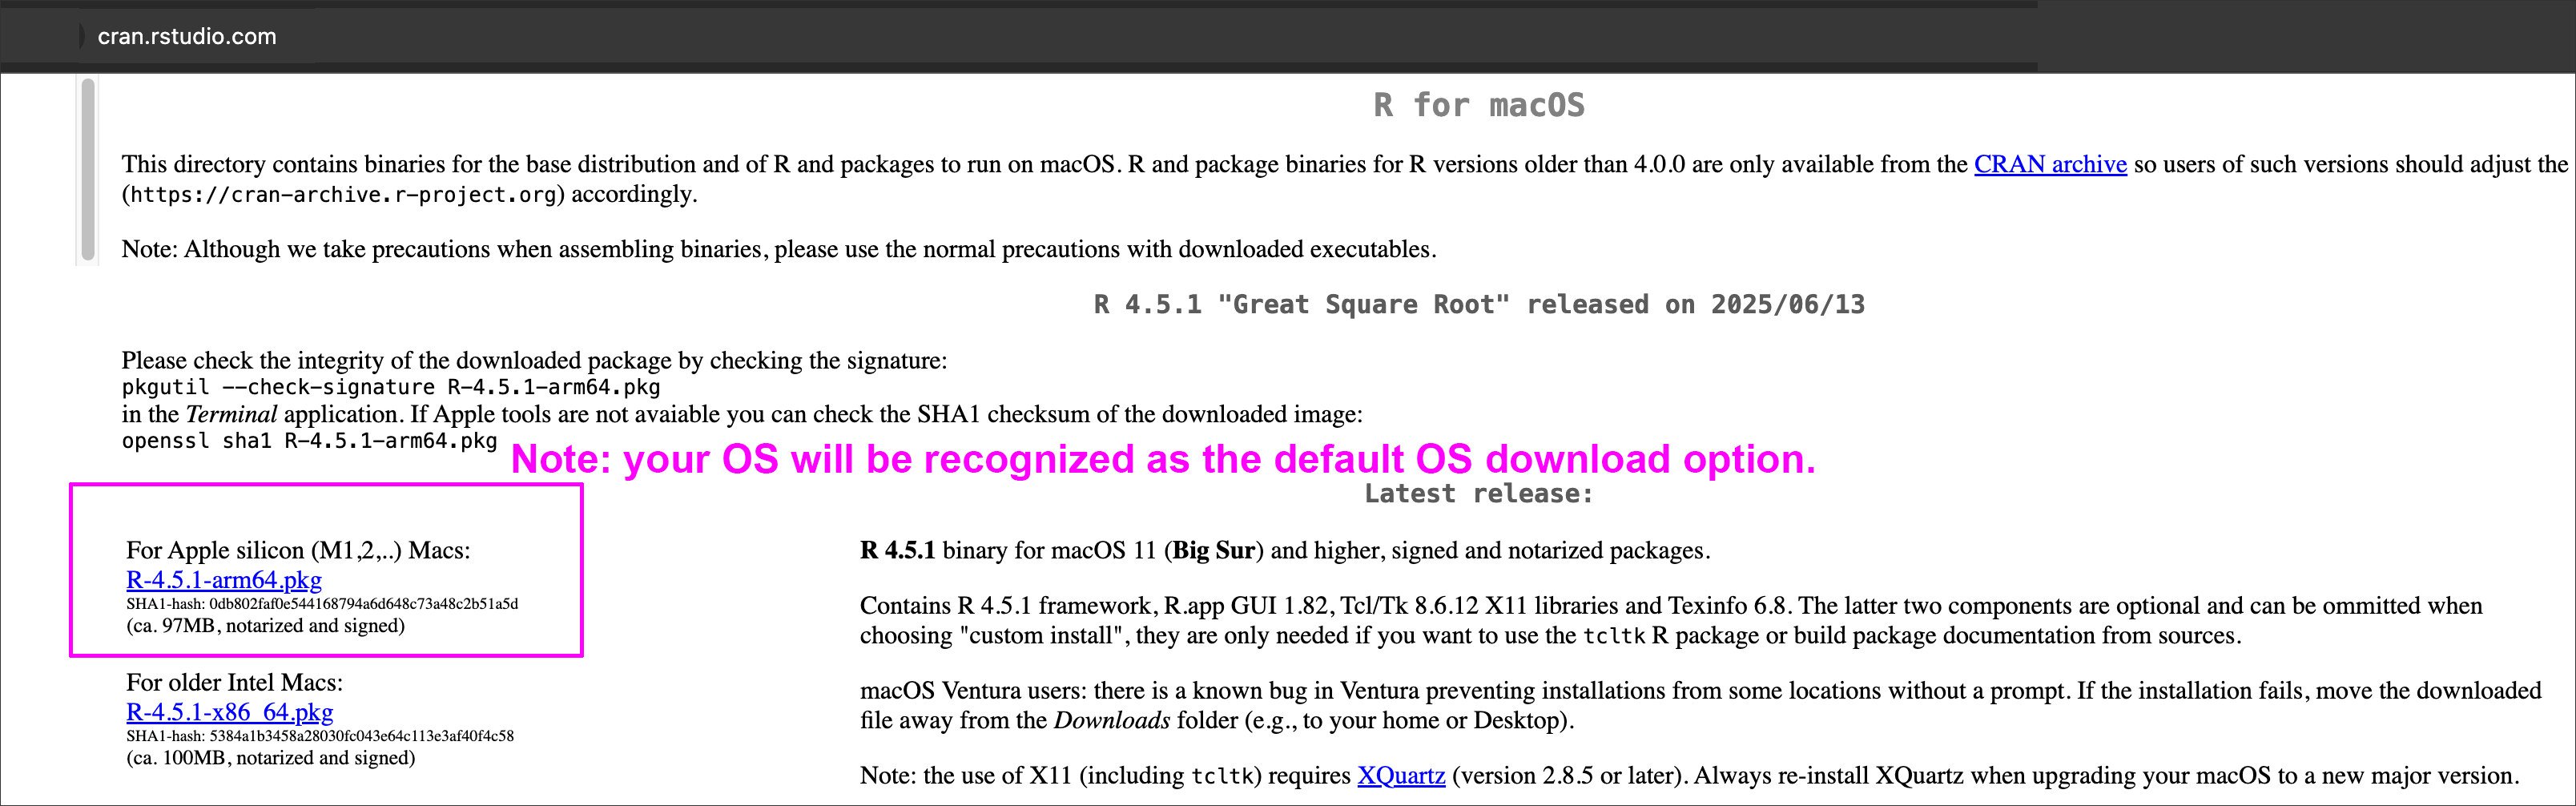 cran.rstudio.com
R for macOS
This directory contains binaries for the base distribution and of R and packages to run on macOS. R and package binaries for R versions older than 4.0.0 are only available from the CRAN archive so users of such versions should adjust the
(https://cran-archive.r-project.org) accordingly.
Note: Although we take precautions when assembling binaries, please use the normal precautions with downloaded executables.
R 4.5.1 "Great Square Root" released on 2025/06/13
Please check the integrity of the downloaded package by checking the signature:
pkgutil --check-signature R-4.5.1-arm64.pkg
in the Terminal application. If Apple tools are not avaiable you can check the SHA1 checksum of the downloaded image:
openssl sha1 R-4.5.1-arm64.pkg
Note: your OS will be recognized as the default OS download option.
Latest release:
For Apple silicon (M1,2,..) Macs:
R-4.5.1-arm64.pkg
SHA1-hash: 0db802faf0e544168794a6d648c73a48c2b51a5d
(ca. 97MB, notarized and signed)
For older Intel Macs:
R-4.5.1-x86_64.pkg
SHA1-hash: 5384a1b3458a28030fc043e64c113e3af40f4c58
(ca. 100MB, notarized and signed)
R 4.5.1 binary for macOS 11 (Big Sur) and higher, signed and notarized packages.
Contains R 4.5.1 framework, R.app GUI 1.82, Tcl/Tk 8.6.12 X11 libraries and Texinfo 6.8. The latter two components are optional and can be ommitted when
choosing "custom install", they are only needed if you want to use the tcltk R package or build package documentation from sources.
macOS Ventura users: there is a known bug in Ventura preventing installations from some locations without a prompt. If the installation fails, move the downloaded
file away from the Downloads folder (e.g., to your home or Desktop).
Note: the use of X11 (including tcltk) requires XQuartz (version 2.8.5 or later). Always re-install XQuartz when upgrading your macOS to a new major version.